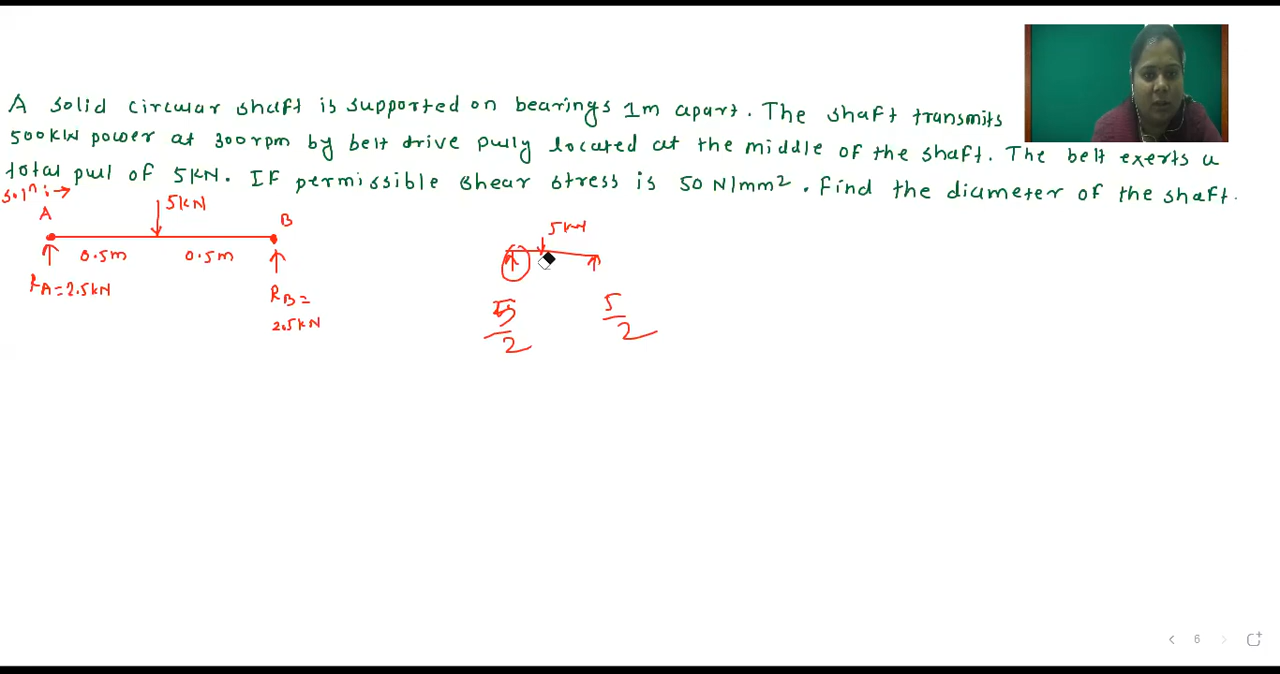 A solid circular shaft is supported on bearings 1m apart. The shaft transmits
500kW power at 300rpm by belt drive pully located at the middle of the shaft. The belt exerts a
total pull of 5KN. IF permissible shear stress is 50 N/mm2. Find the diameter of the shaft.
soln:→
A
5KN
B
0.5m 0.5m
RA=2.5KN
RB=
2.5KN
5KN
5/2
5/2
6